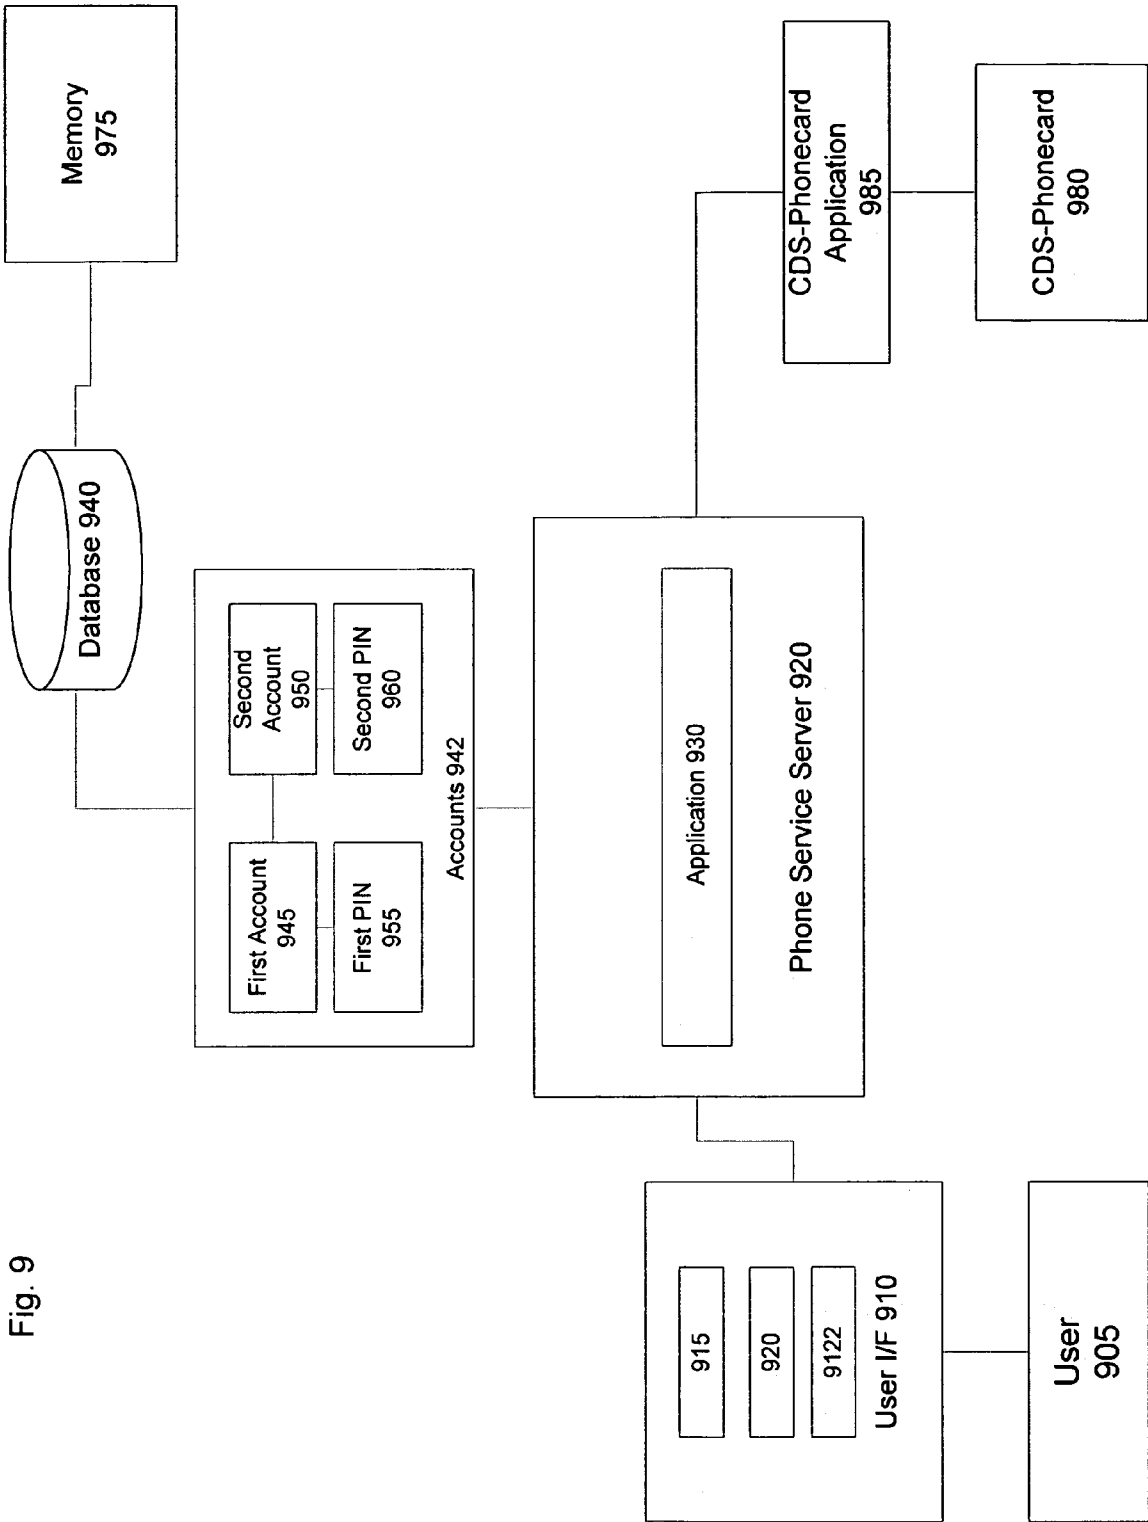 Fig. 9
Memory
975
Database 940
Second
Account
950
Second PIN
960
First Account
945
First PIN
955
Accounts 942
Application 930
Phone Service Server 920
CDS-Phonecard
Application
985
CDS-Phonecard
980
915
920
9122
User I/F 910
User
905